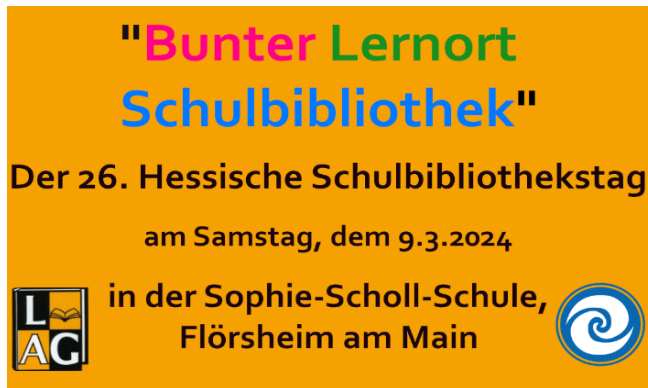 "Bunter Lernort
Schulbibliothek"
Der 26. Hessische Schulbibliothekstag
am Samstag, dem 9.3.2024
in der Sophie-Scholl-Schule,
Flörsheim am Main
L
AG